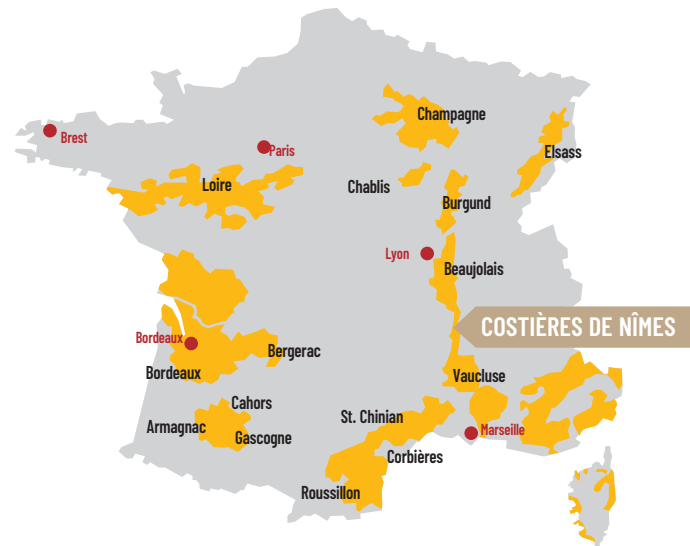 Champagne
Brest
Paris
Elsass
Loire
Chablis
Burgund
Lyon
Beaujolais
COSTIÈRES DE NÎMES
Bordeaux
Bergerac
Bordeaux
Vaucluse
Cahors
St. Chinian
Armagnac
Marseille
Gascogne
Corbières
Roussillon